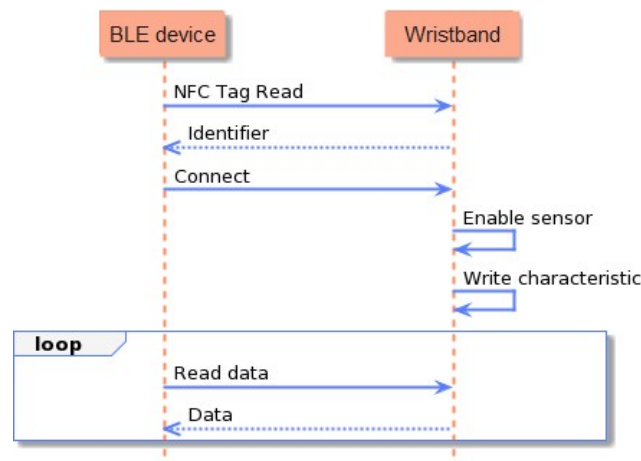 BLE device
Wristband
NFC Tag Read
Identifier
Connect
Enable sensor
Write characteristic
loop
Read data
Data